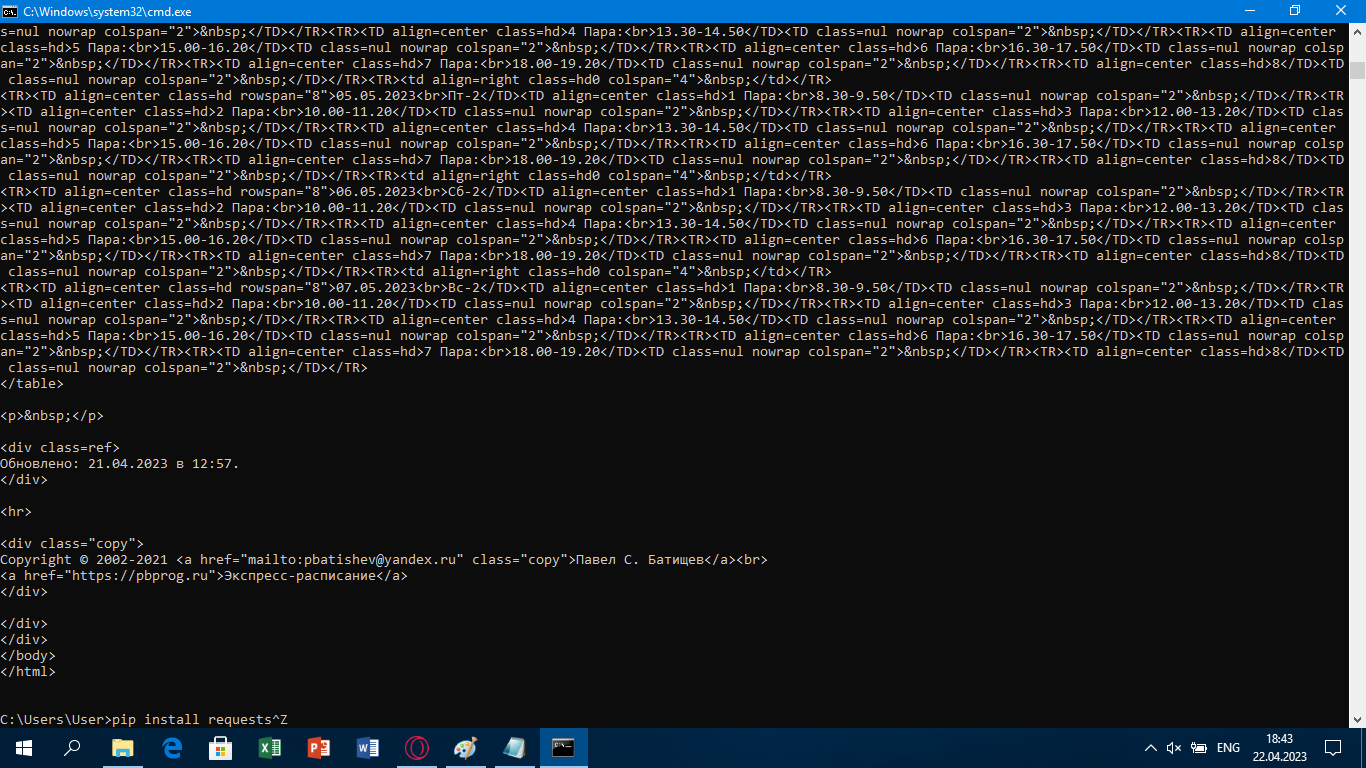 C:\Windows\system32\cmd.exe
s=nul nowrap colspan="2">&nbsp;</TD></TR><TR><TD align=center class=hd>4 Пара:<br>13.30-14.50</TD><TD class=nul nowrap colspan="2">&nbsp;</TD></TR><TR><TD align=center
class=hd>5 Пара:<br>15.00-16.20</TD><TD class=nul nowrap colspan="2">&nbsp;</TD></TR><TR><TD align=center class=hd>6 Пара:<br>16.30-17.50</TD><TD class=nul nowrap colsp
an="2">&nbsp;</TD></TR><TR><TD align=center class=hd>7 Пара:<br>18.00-19.20</TD><TD class=nul nowrap colspan="2">&nbsp;</TD></TR><TR><TD align=center class=hd>8</TD><TD
class=nul nowrap colspan="2">&nbsp;</TD></TR><TR><td align=right class=hd0 colspan="4">&nbsp;</td></TR>
<TR><TD align=center class=hd rowspan="8">05.05.2023<br>Пт-2</TD><TD align=center class=hd>1 Пара:<br>8.30-9.50</TD><TD class=nul nowrap colspan="2">&nbsp;</TD></TR><TR
><TD align=center class=hd>2 Пара:<br>10.00-11.20</TD><TD class=nul nowrap colspan="2">&nbsp;</TD></TR><TR><TD align=center class=hd>3 Пара:<br>12.00-13.20</TD><TD clas
s=nul nowrap colspan="2">&nbsp;</TD></TR><TR><TD align=center class=hd>4 Пара:<br>13.30-14.50</TD><TD class=nul nowrap colspan="2">&nbsp;</TD></TR><TR><TD align=center
class=hd>5 Пара:<br>15.00-16.20</TD><TD class=nul nowrap colspan="2">&nbsp;</TD></TR><TR><TD align=center class=hd>6 Пара:<br>16.30-17.50</TD><TD class=nul nowrap colsp
an="2">&nbsp;</TD></TR><TR><TD align=center class=hd>7 Пара:<br>18.00-19.20</TD><TD class=nul nowrap colspan="2">&nbsp;</TD></TR><TR><TD align=center class=hd>8</TD><TD
class=nul nowrap colspan="2">&nbsp;</TD></TR><TR><td align=right class=hd0 colspan="4">&nbsp;</td></TR>
<TR><TD align=center class=hd rowspan="8">06.05.2023<br>Сб-2</TD><TD align=center class=hd>1 Пара:<br>8.30-9.50</TD><TD class=nul nowrap colspan="2">&nbsp;</TD></TR><TR
><TD align=center class=hd>2 Пара:<br>10.00-11.20</TD><TD class=nul nowrap colspan="2">&nbsp;</TD></TR><TR><TD align=center class=hd>3 Пара:<br>12.00-13.20</TD><TD clas
s=nul nowrap colspan="2">&nbsp;</TD></TR><TR><TD align=center class=hd>4 Пара:<br>13.30-14.50</TD><TD class=nul nowrap colspan="2">&nbsp;</TD></TR><TR><TD align=center
class=hd>5 Пара:<br>15.00-16.20</TD><TD class=nul nowrap colspan="2">&nbsp;</TD></TR><TR><TD align=center class=hd>6 Пара:<br>16.30-17.50</TD><TD class=nul nowrap colsp
an="2">&nbsp;</TD></TR><TR><TD align=center class=hd>7 Пара:<br>18.00-19.20</TD><TD class=nul nowrap colspan="2">&nbsp;</TD></TR><TR><TD align=center class=hd>8</TD><TD
class=nul nowrap colspan="2">&nbsp;</TD></TR><TR><td align=right class=hd0 colspan="4">&nbsp;</td></TR>
<TR><TD align=center class=hd rowspan="8">07.05.2023<br>Вс-2</TD><TD align=center class=hd>1 Пара:<br>8.30-9.50</TD><TD class=nul nowrap colspan="2">&nbsp;</TD></TR><TR
><TD align=center class=hd>2 Пара:<br>10.00-11.20</TD><TD class=nul nowrap colspan="2">&nbsp;</TD></TR><TR><TD align=center class=hd>3 Пара:<br>12.00-13.20</TD><TD clas
s=nul nowrap colspan="2">&nbsp;</TD></TR><TR><TD align=center class=hd>4 Пара:<br>13.30-14.50</TD><TD class=nul nowrap colspan="2">&nbsp;</TD></TR><TR><TD align=center
class=hd>5 Пара:<br>15.00-16.20</TD><TD class=nul nowrap colspan="2">&nbsp;</TD></TR><TR><TD align=center class=hd>6 Пара:<br>16.30-17.50</TD><TD class=nul nowrap colsp
an="2">&nbsp;</TD></TR><TR><TD align=center class=hd>7 Пара:<br>18.00-19.20</TD><TD class=nul nowrap colspan="2">&nbsp;</TD></TR><TR><TD align=center class=hd>8</TD><TD
class=nul nowrap colspan="2">&nbsp;</TD></TR>
</table>
<p>&nbsp;</p>
<div class=ref>
Обновлено: 21.04.2023 в 12:57.
</div>
<hr>
<div class="copy">
Copyright © 2002-2021 <a href="mailto:pbatishev@yandex.ru" class="copy">Павел С. Батищев</a><br>
<a href="https://pbprog.ru">Экспресс-расписание</a>
</div>
</div>
</div>
</body>
</html>
C:\Users\User>pip install requests^Z
ENG
18:43
22.04.2023